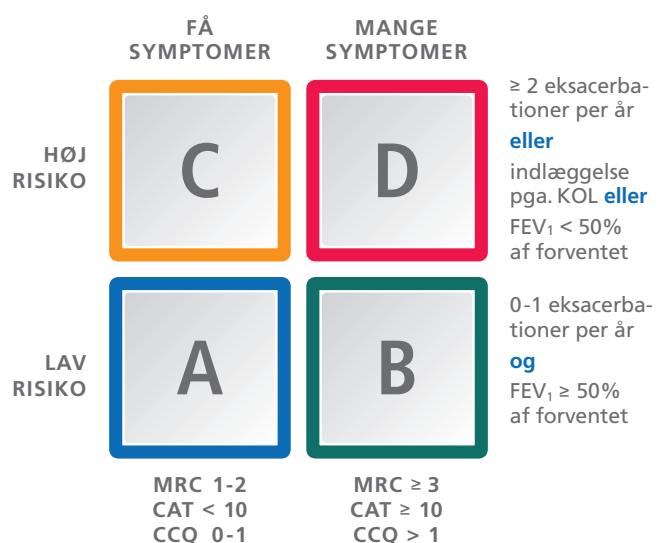 FÅ
SYMPTOMER
MANGE
SYMPTOMER
HØJ
RISIKO
C
D
≥ 2 eksacerba-
tioner per år
eller
indlæggelse
pga. KOL eller
FEV₁ < 50%
af forventet
LAV
RISIKO
A
B
0-1 eksacerba-
tioner per år
og
FEV₁ ≥ 50%
af forventet
MRC 1-2
CAT < 10
CCQ 0-1
MRC ≥ 3
CAT ≥ 10
CCQ > 1